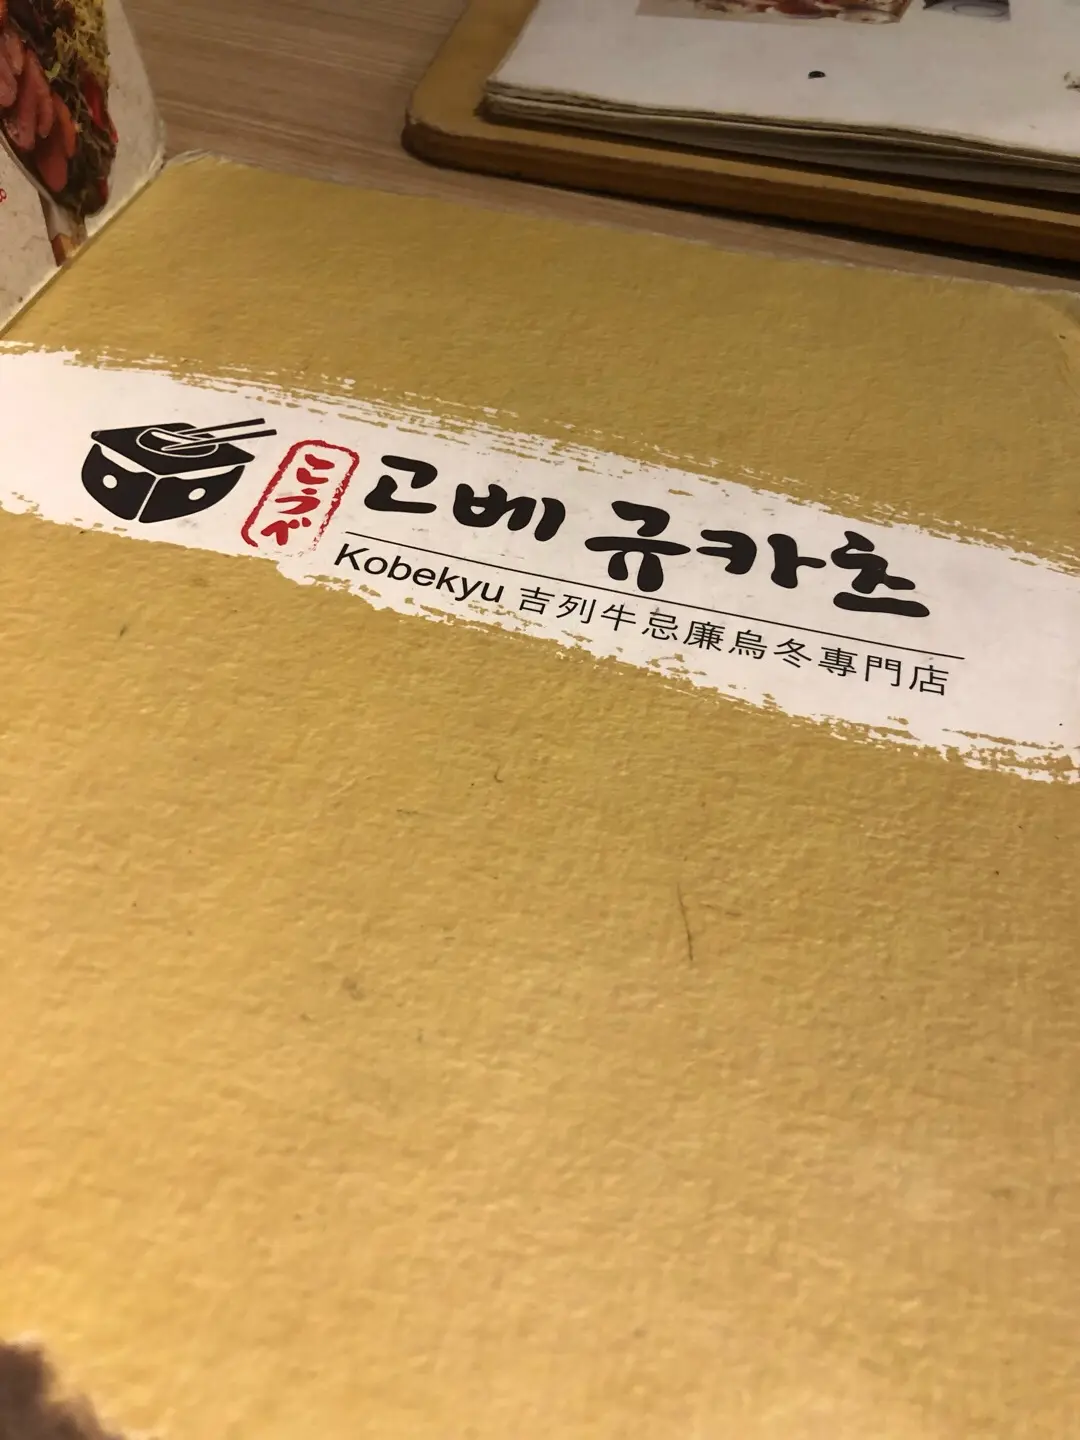 こうべ
고베 규카츠
Kobekyu 吉列牛忌廉烏冬專門店